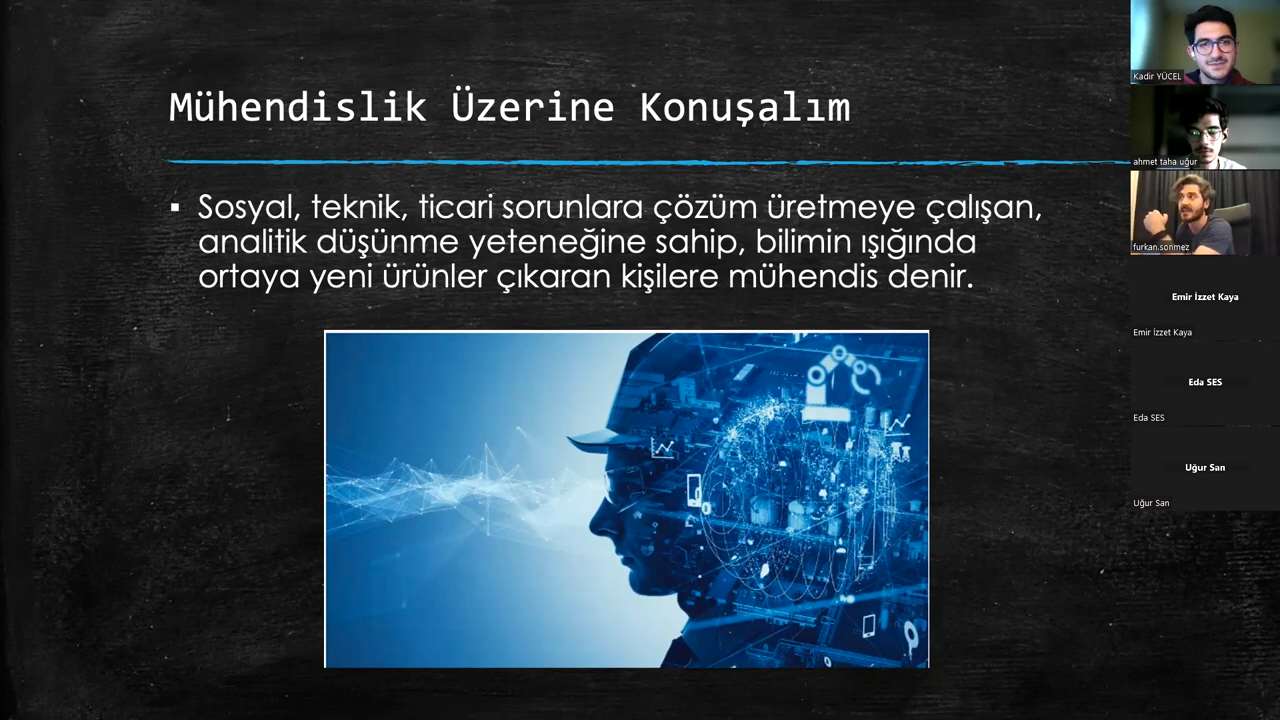 Mühendislik Üzerine Konuşalım
▪ Sosyal, teknik, ticari sorunlara çözüm üretmeye çalışan,
analitik düşünme yeteneğine sahip, bilimin ışığında
ortaya yeni ürünler çıkaran kişilere mühendis denir.
Kadir YÜCEL
ahmet taha uğur
furkan.sonmez
Emir İzzet Kaya
Emir İzzet Kaya
Eda SES
Eda SES
Uğur San
Uğur San